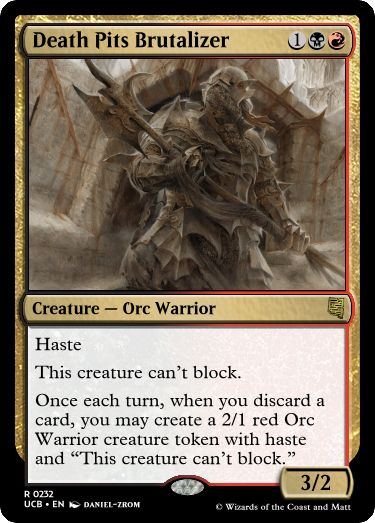 Death Pits Brutalizer 1
Creature — Orc Warrior
Haste
This creature can't block.
Once each turn, when you discard a
card, you may create a 2/1 red Orc
Warrior creature token with haste
and “This creature can't block.”
3/2
R 0232
UCB • EN DANIEL-ZROM
© Wizards of the Coast and Matt